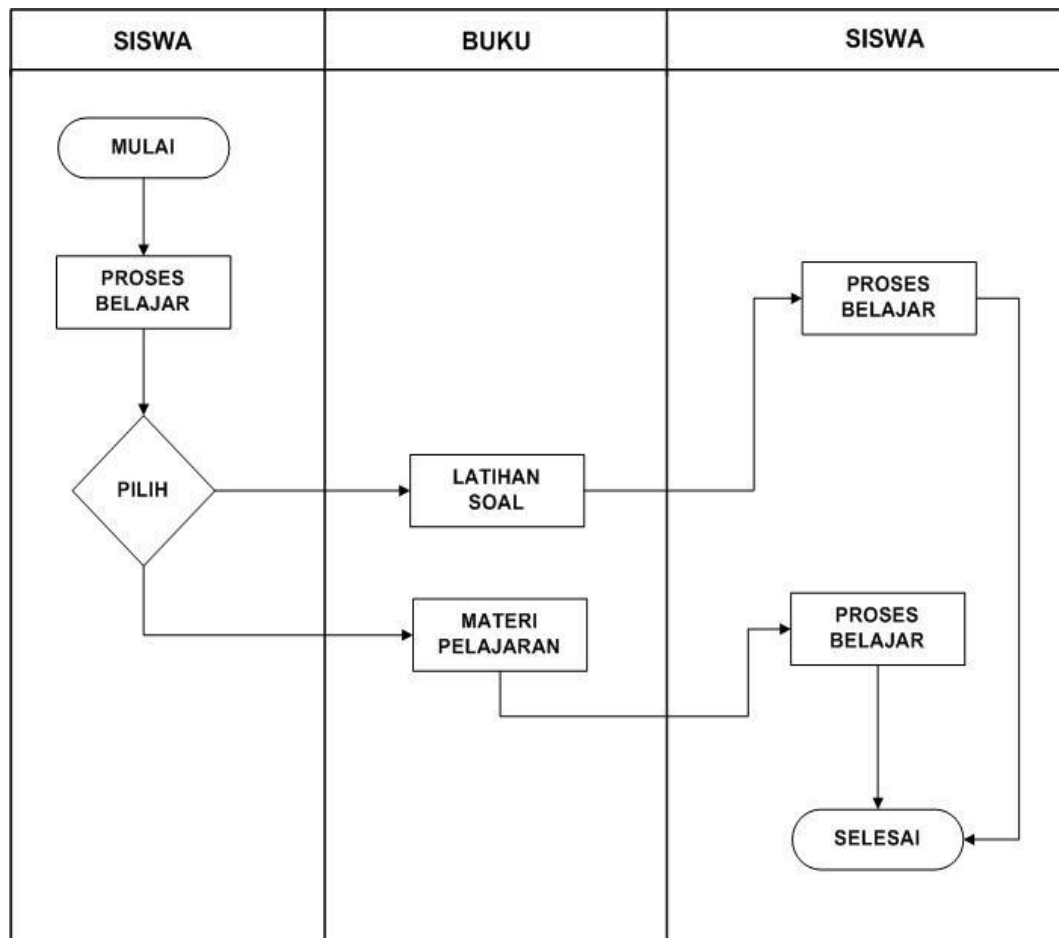 SISWA
BUKU
SISWA
MULAI
PROSES
BELAJAR
PILIH
LATIHAN
SOAL
MATERI
PELAJARAN
PROSES
BELAJAR
PROSES
BELAJAR
SELESAI